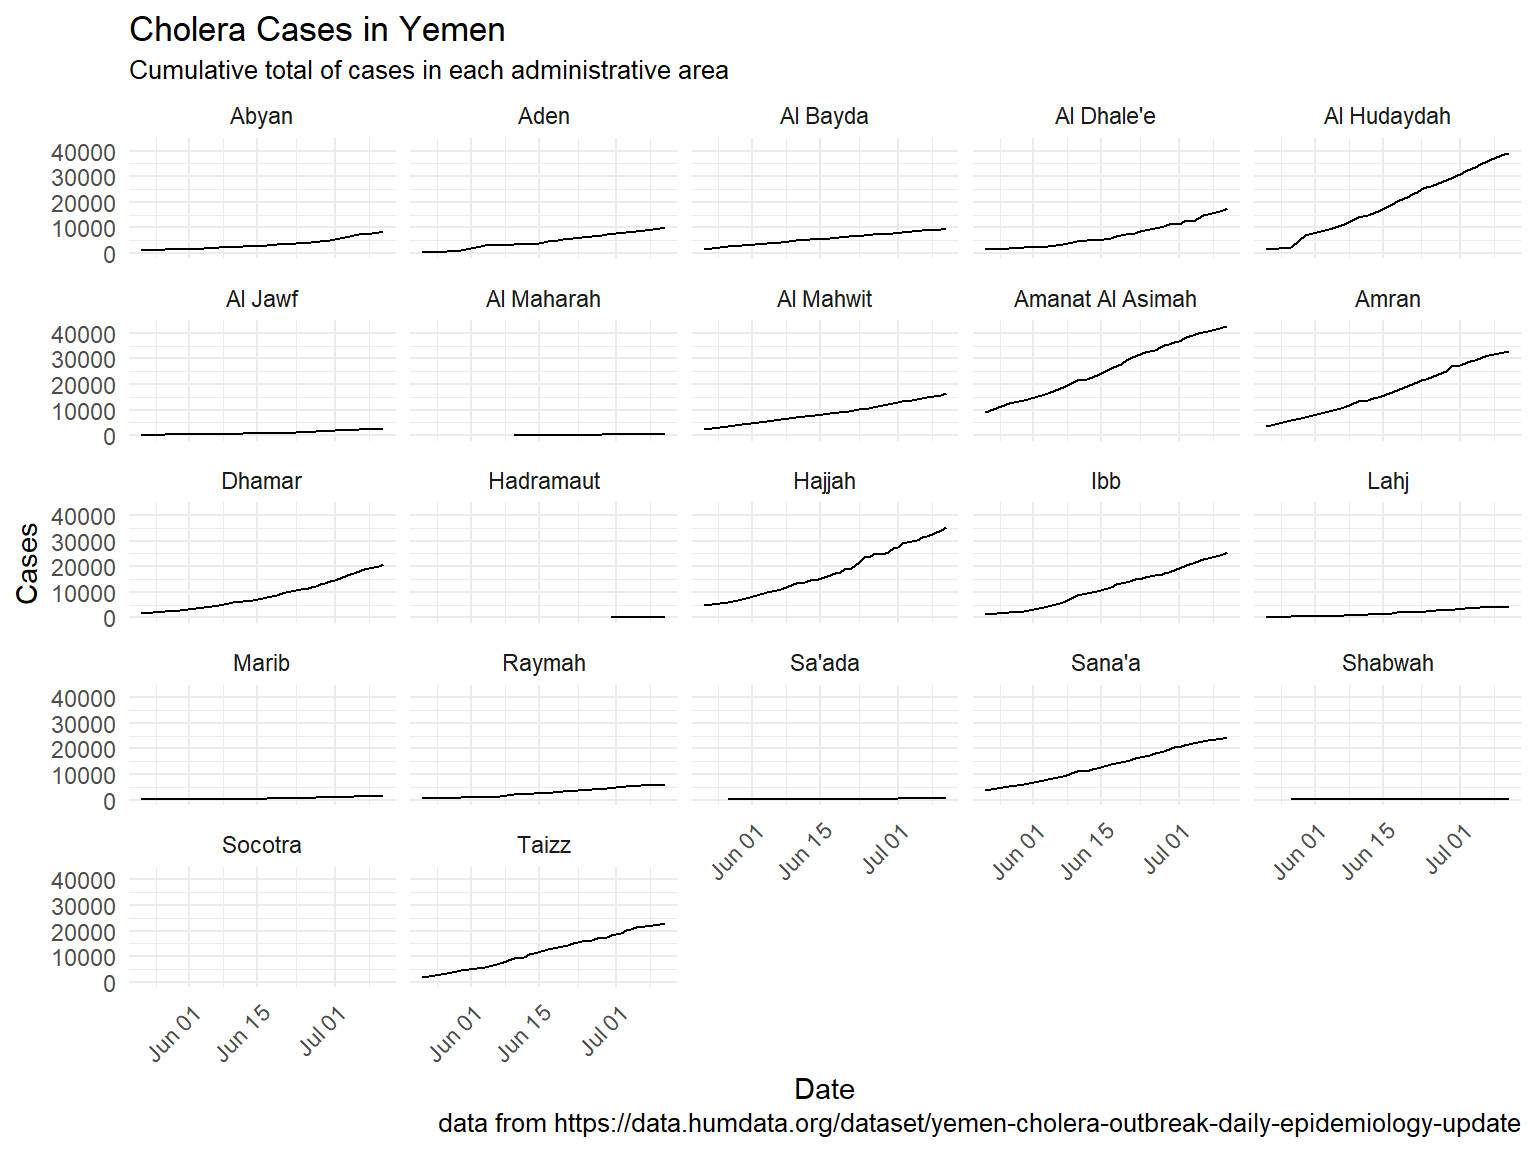 Cholera Cases in Yemen
Cumulative total of cases in each administrative area
Abyan
Aden
Al Bayda
Al Dhale'e
Al Hudaydah
40000
30000
20000
10000
0
Al Jawf
Al Maharah
Al Mahwit
Amanat Al Asimah
Amran
40000
30000
20000
10000
0
Dhamar
Hadramaut
Hajjah
Ibb
Lahj
40000
30000
20000
10000
0
Cases
Marib
Raymah
Sa'ada
Sana'a
Shabwah
40000
30000
20000
10000
0
Jun 01
Jun 15
Jul 01
Jun 01
Jun 15
Jul 01
Jun 01
Jun 15
Jul 01
Socotra
Taizz
40000
30000
20000
10000
0
Jun 01
Jun 15
Jul 01
Jun 01
Jun 15
Jul 01
Date
data from https://data.humdata.org/dataset/yemen-cholera-outbreak-daily-epidemiology-update